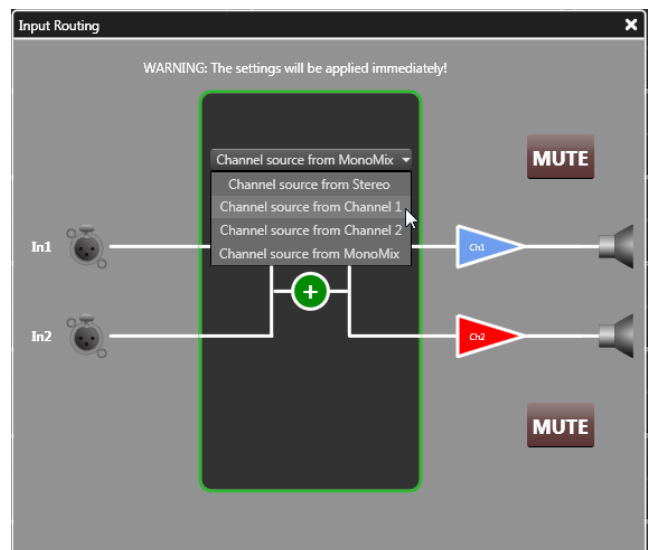 Input Routing
WARNING: The settings will be applied immediately!
Channel source from MonoMix
MUTE
Channel source from Stereo
Channel source from Channel 1
Channel source from Channel 2
Channel source from MonoMix
In1
Ch1
+
In2
Ch2
MUTE